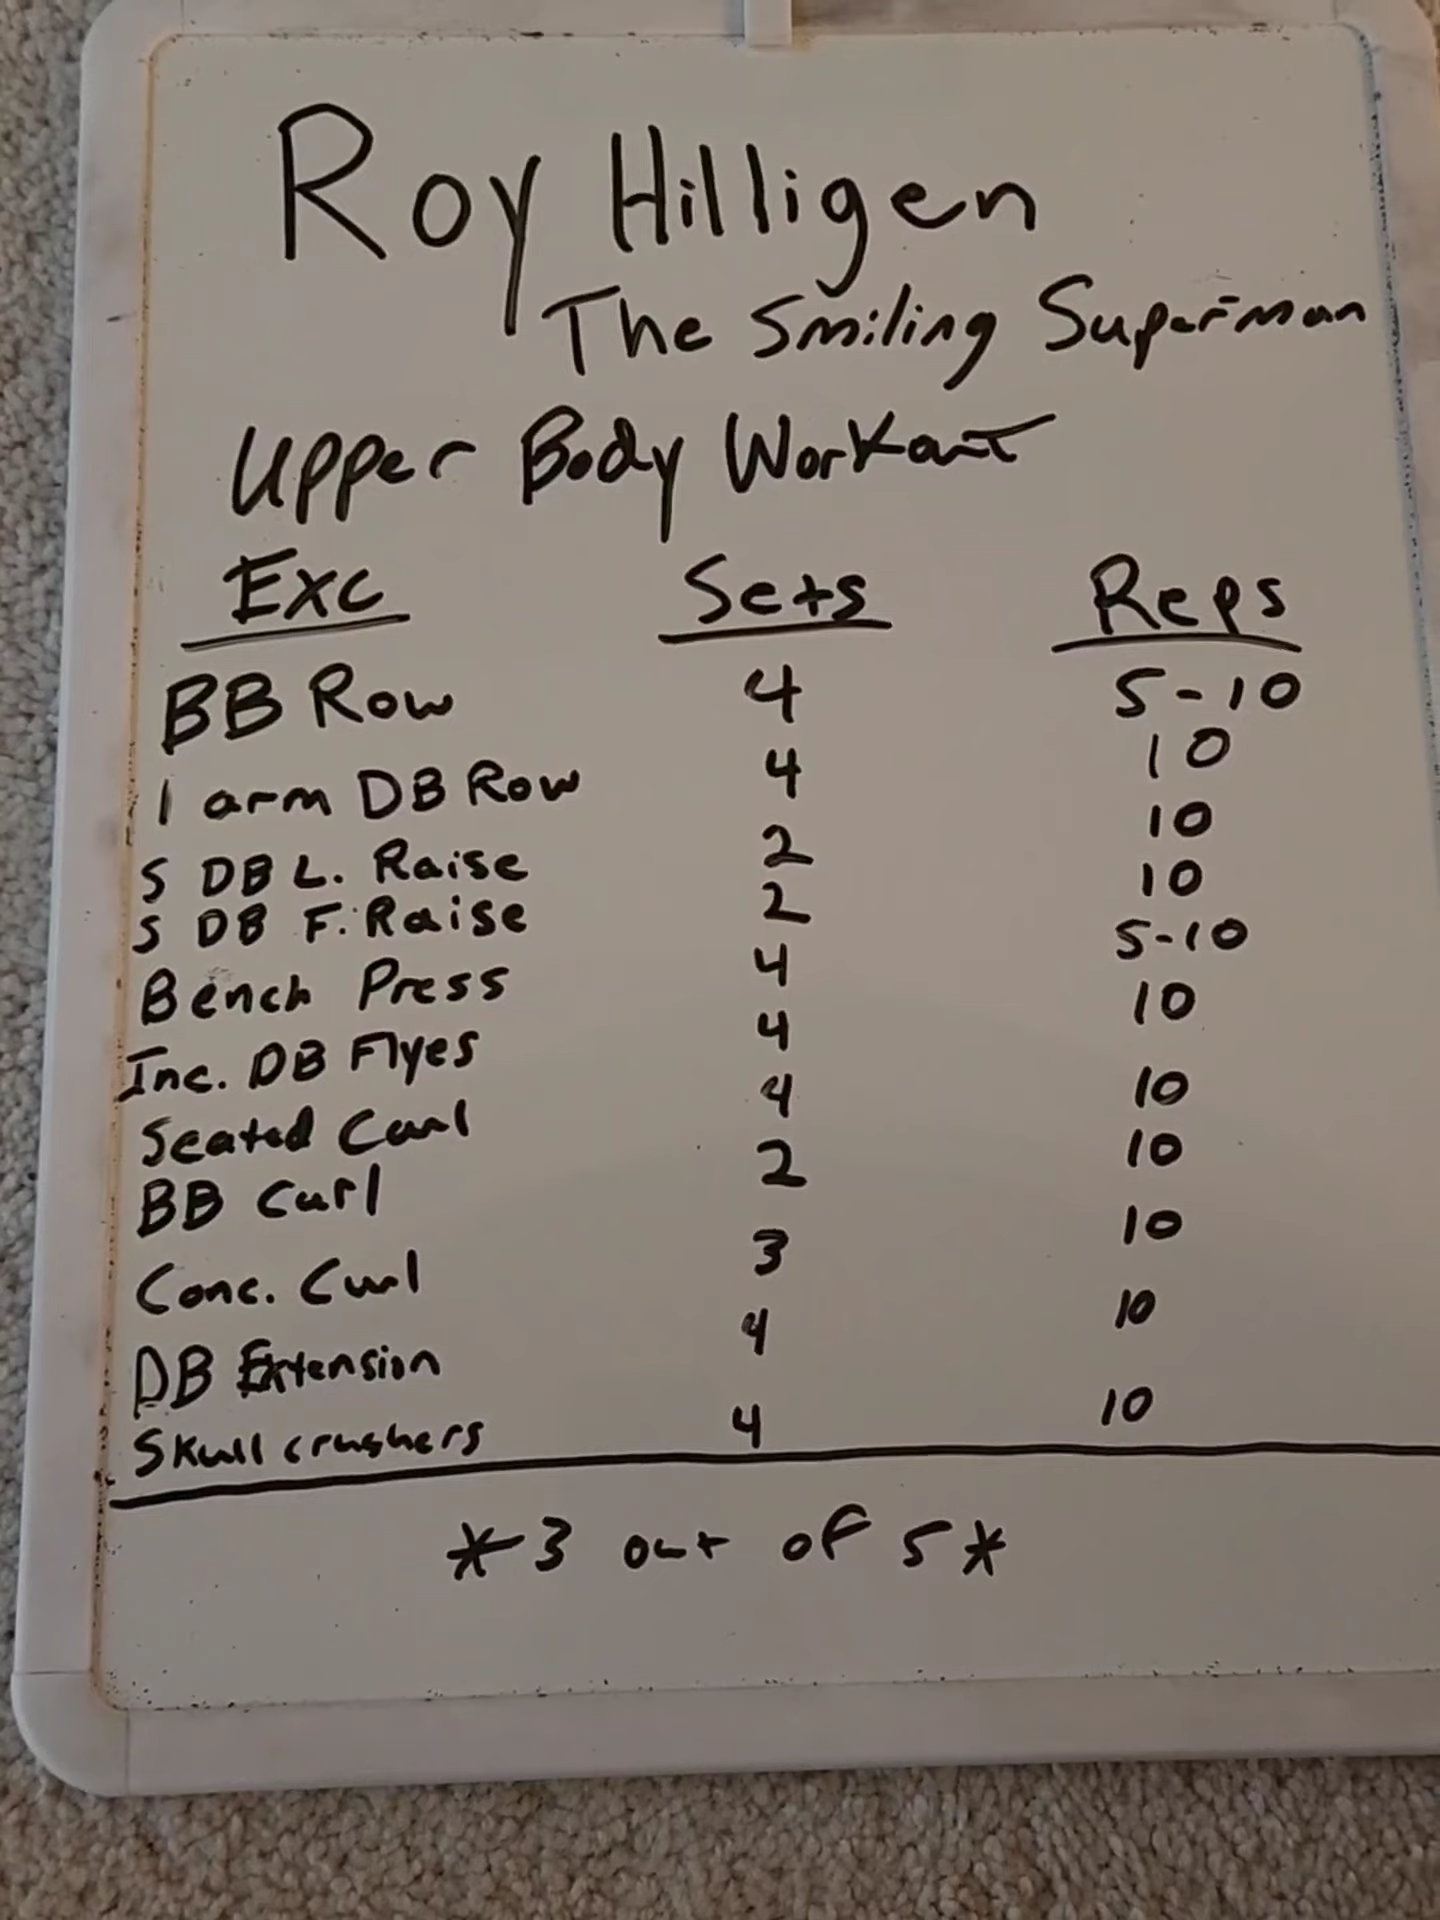 Roy Hilligen
The Smiling Superman
Upper Body Workout
Exc Sets Reps
BB Row 4 5-10
1 arm DB Row 4 10
S DB L. Raise 2 10
S DB F. Raise 2 10
Bench Press 4 5-10
Inc. DB Flyes 4 10
Seated Curl 4 10
BB Curl 2 10
Conc. Curl 3 10
DB Extension 4 10
Skull crushers 4 10
*3 out of 5*